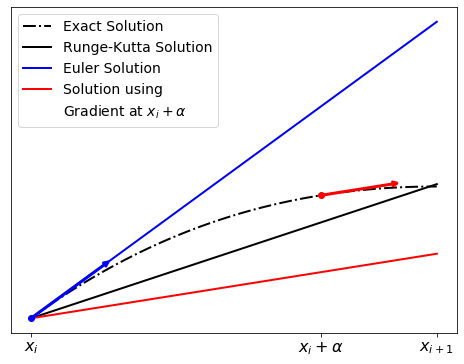 Exact Solution
Runge-Kutta Solution
Euler Solution
Solution using
Gradient at $x_i + \alpha$
$x_i$ $x_i + \alpha$ $x_{i+1}$